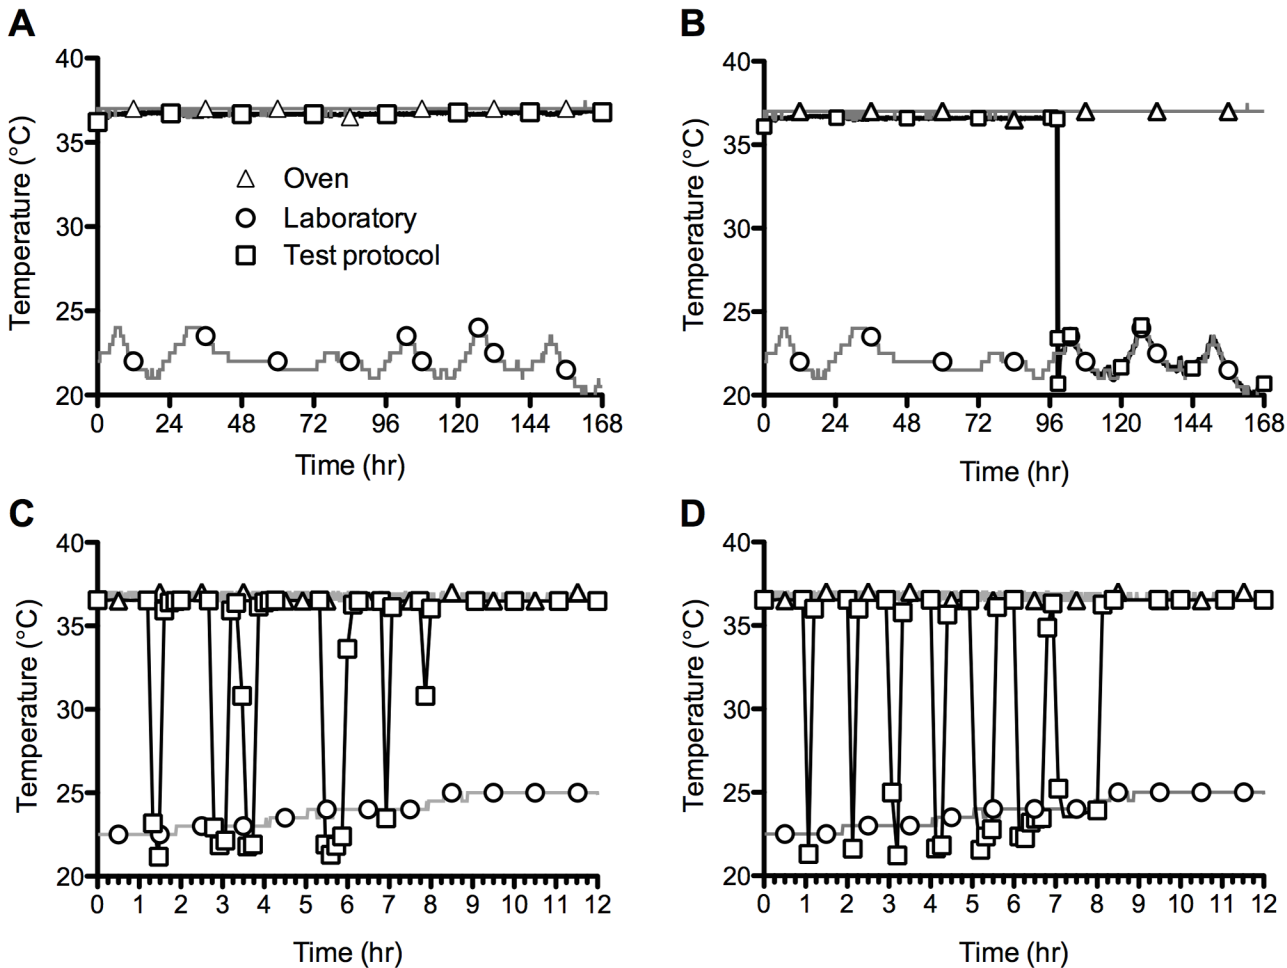 A
Temperature (°C)
40
35
30
25
20
0 24 48 72 96 120 144 168
Time (hr)
Oven
Laboratory
Test protocol
B
Temperature (°C)
40
35
30
25
20
0 24 48 72 96 120 144 168
Time (hr)
C
Temperature (°C)
40
35
30
25
20
0 1 2 3 4 5 6 7 8 9 10 11 12
Time (hr)
D
Temperature (°C)
40
35
30
25
20
0 1 2 3 4 5 6 7 8 9 10 11 12
Time (hr)